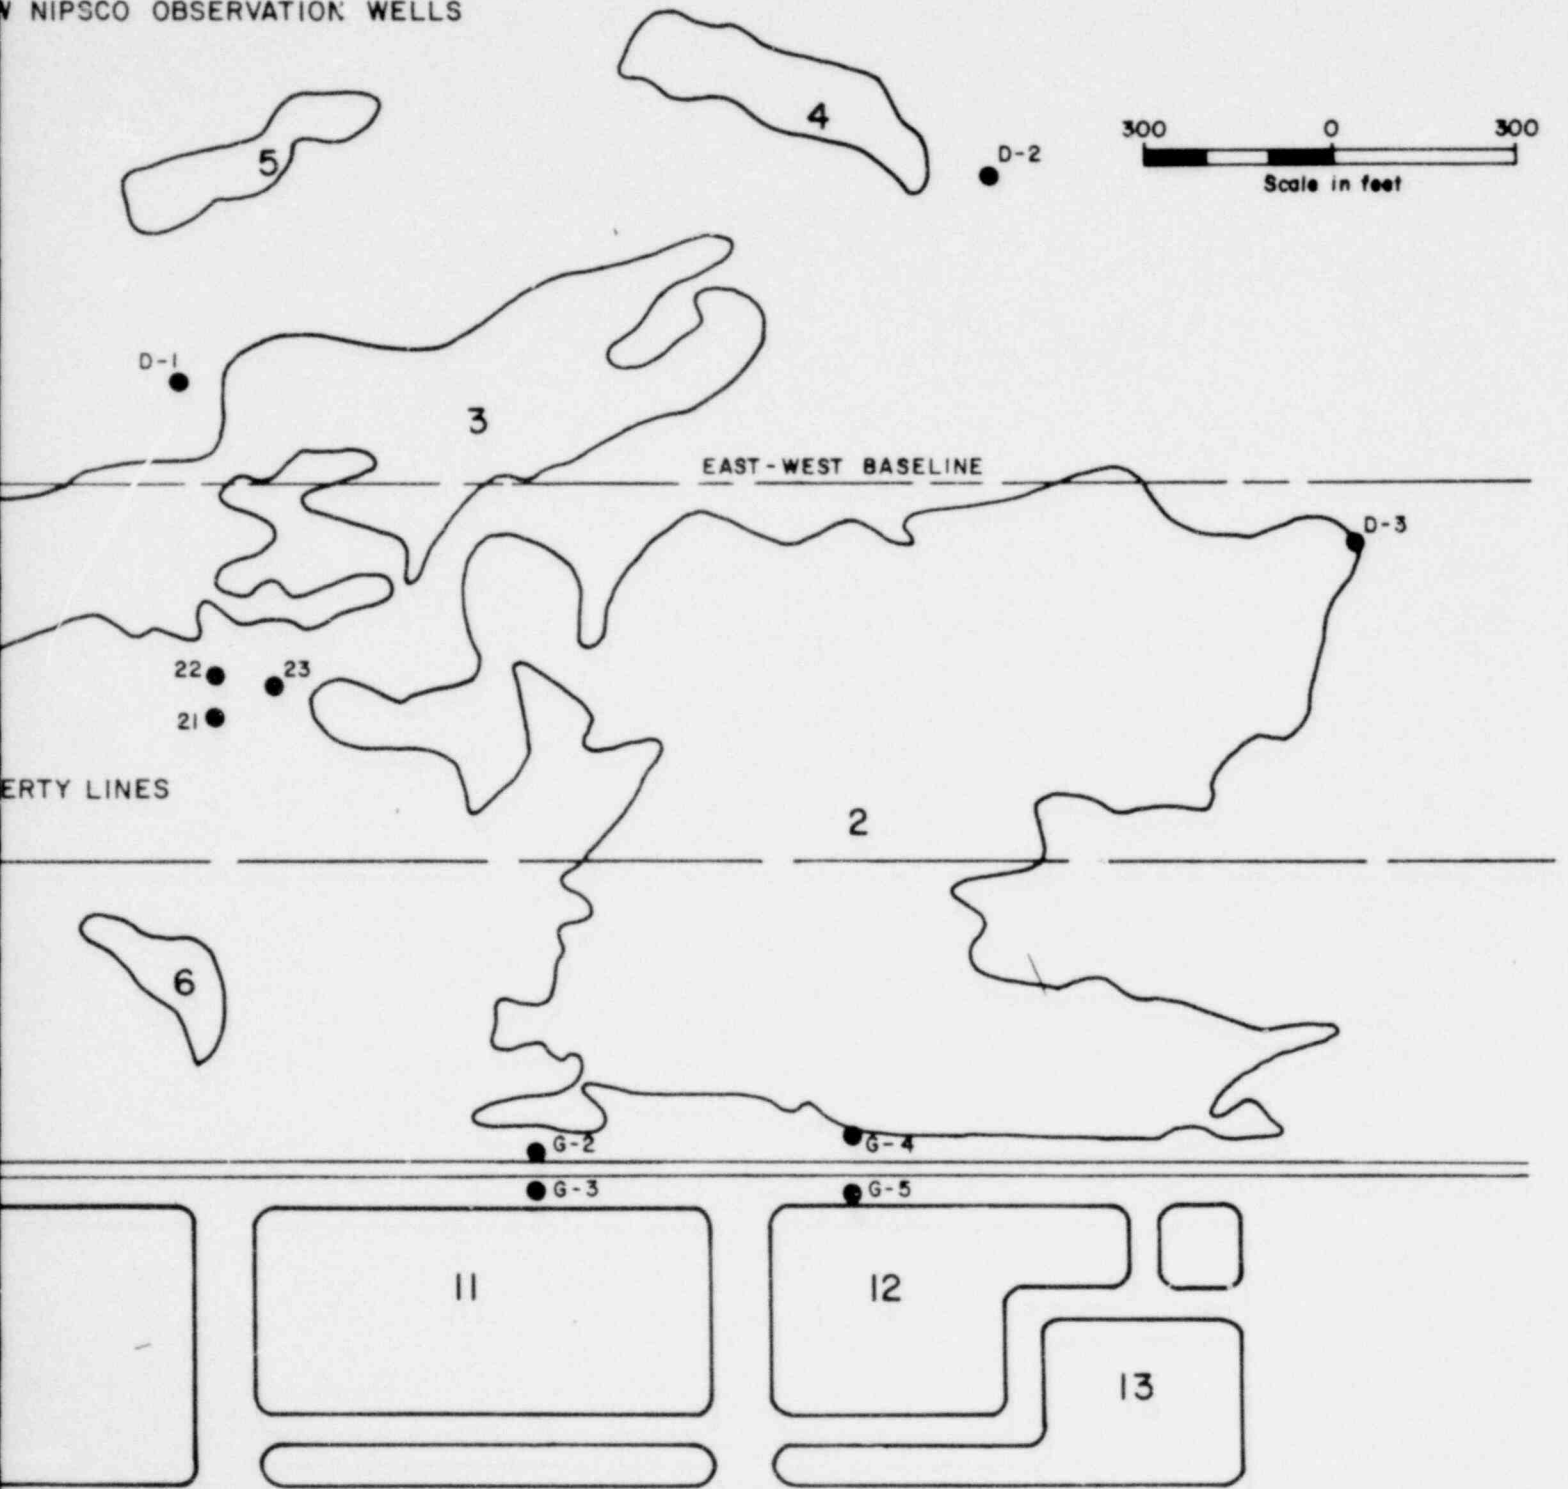 NIPSCO OBSERVATION WELLS
4
300 0 300
5
D-2
Scale in feet
D-1
3
EAST-WEST BASELINE
D-3
22
23
21
ERTY LINES
2
6
G-2
G-4
G-3
G-5
11
12
13